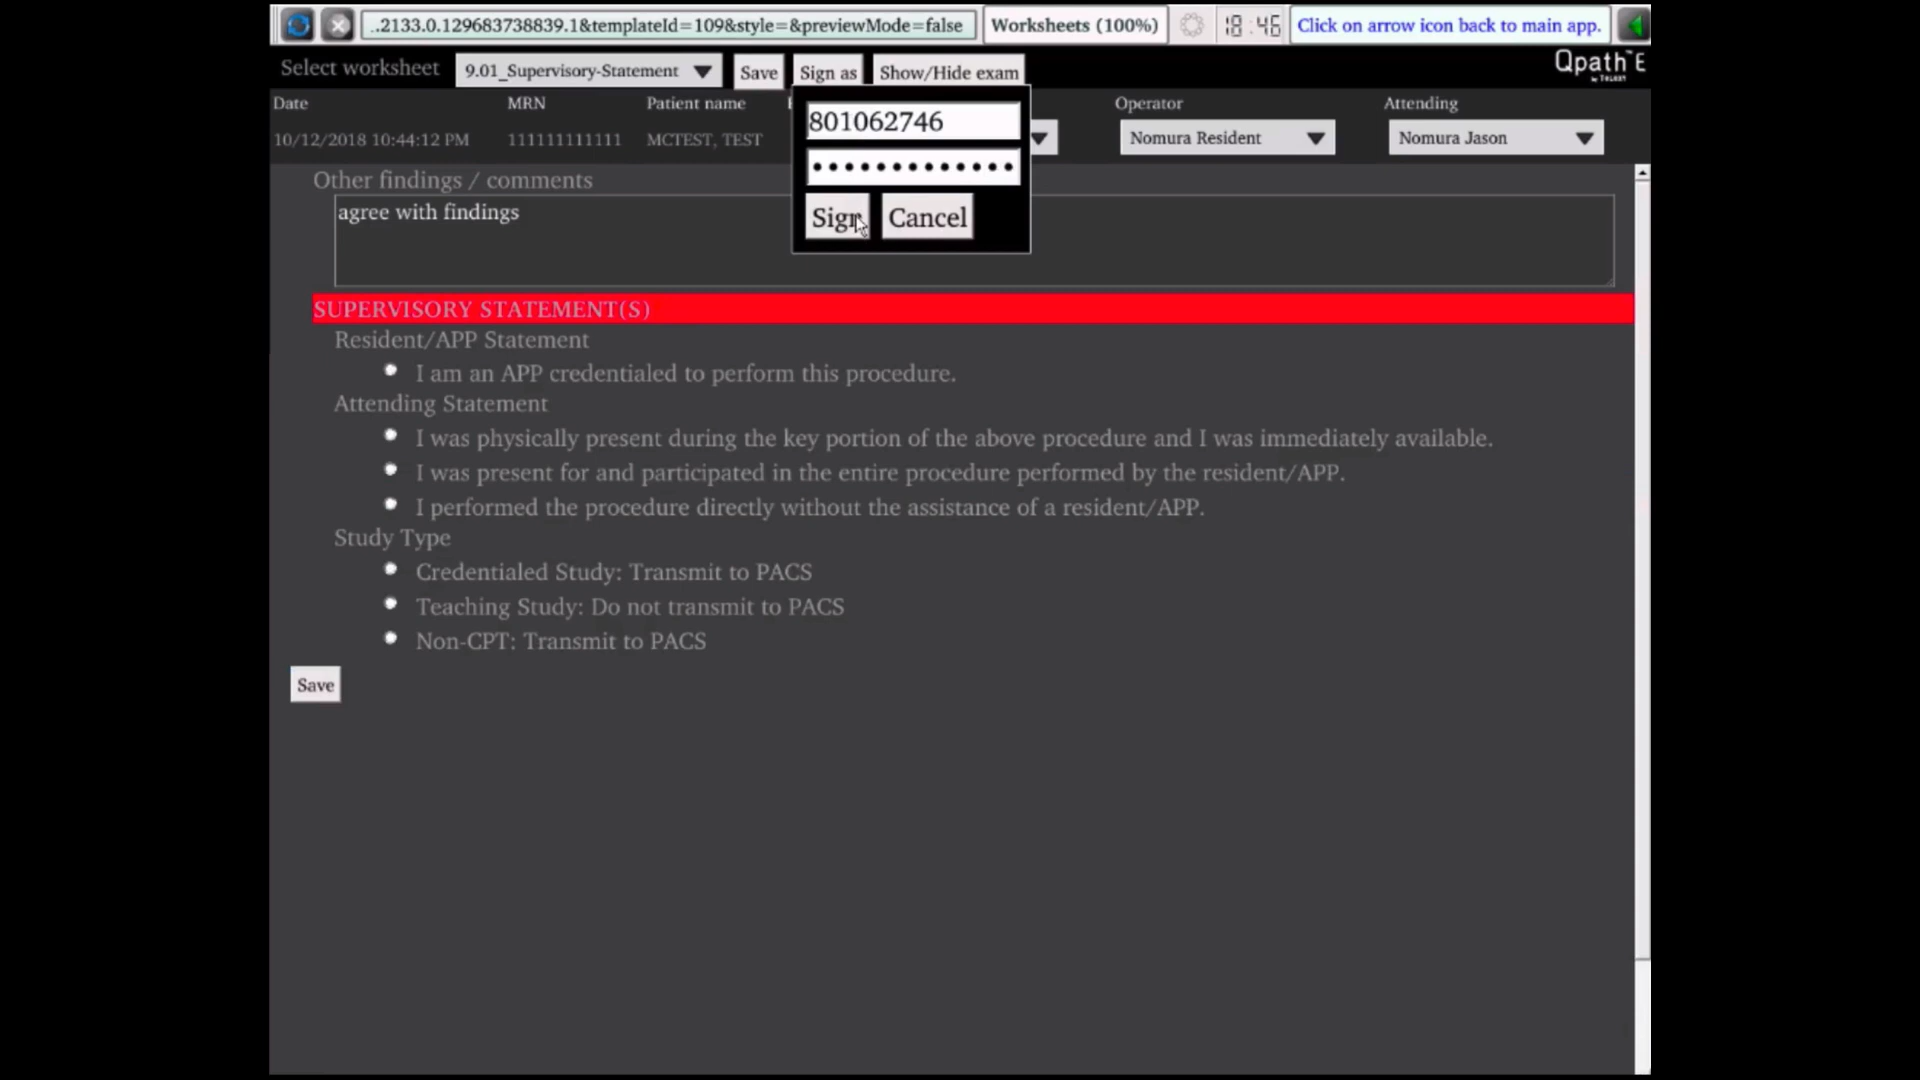 ..2133.0.129683738839.1&templateId=109&style=&previewMode=false
Worksheets (100%)
18:46
Click on arrow icon back to main app.
Select worksheet
9.01_Supervisory-Statement
Save
Sign as
Show/Hide exam
Qpath™E
by TELEXY
Date
MRN
Patient name
Operator
Attending
10/12/2018 10:44:12 PM
111111111111
MCTEST, TEST
Nomura Resident
Nomura Jason
801062746
Sign
Cancel
Other findings / comments
agree with findings
SUPERVISORY STATEMENT(S)
Resident/APP Statement
I am an APP credentialed to perform this procedure.
Attending Statement
I was physically present during the key portion of the above procedure and I was immediately available.
I was present for and participated in the entire procedure performed by the resident/APP.
I performed the procedure directly without the assistance of a resident/APP.
Study Type
Credentialed Study: Transmit to PACS
Teaching Study: Do not transmit to PACS
Non-CPT: Transmit to PACS
Save